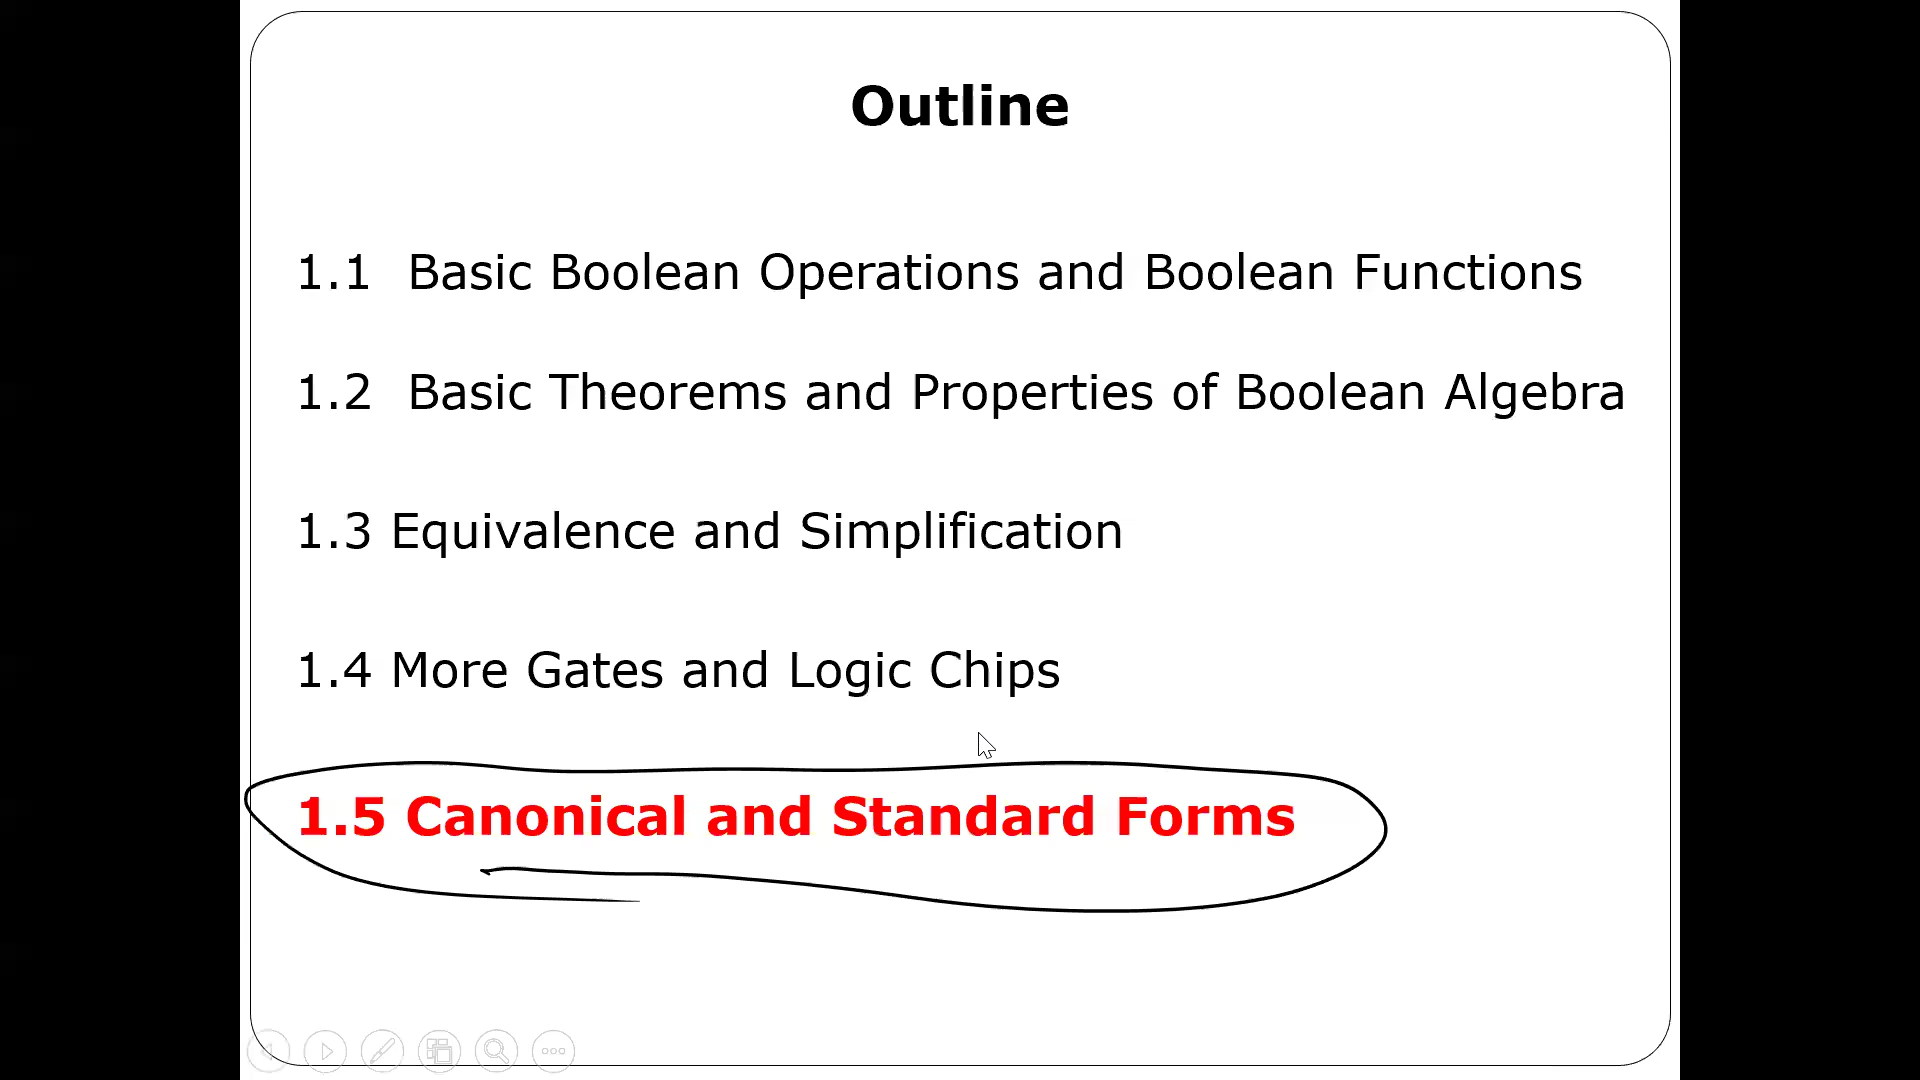 Outline
1.1 Basic Boolean Operations and Boolean Functions
1.2 Basic Theorems and Properties of Boolean Algebra
1.3 Equivalence and Simplification
1.4 More Gates and Logic Chips
1.5 Canonical and Standard Forms